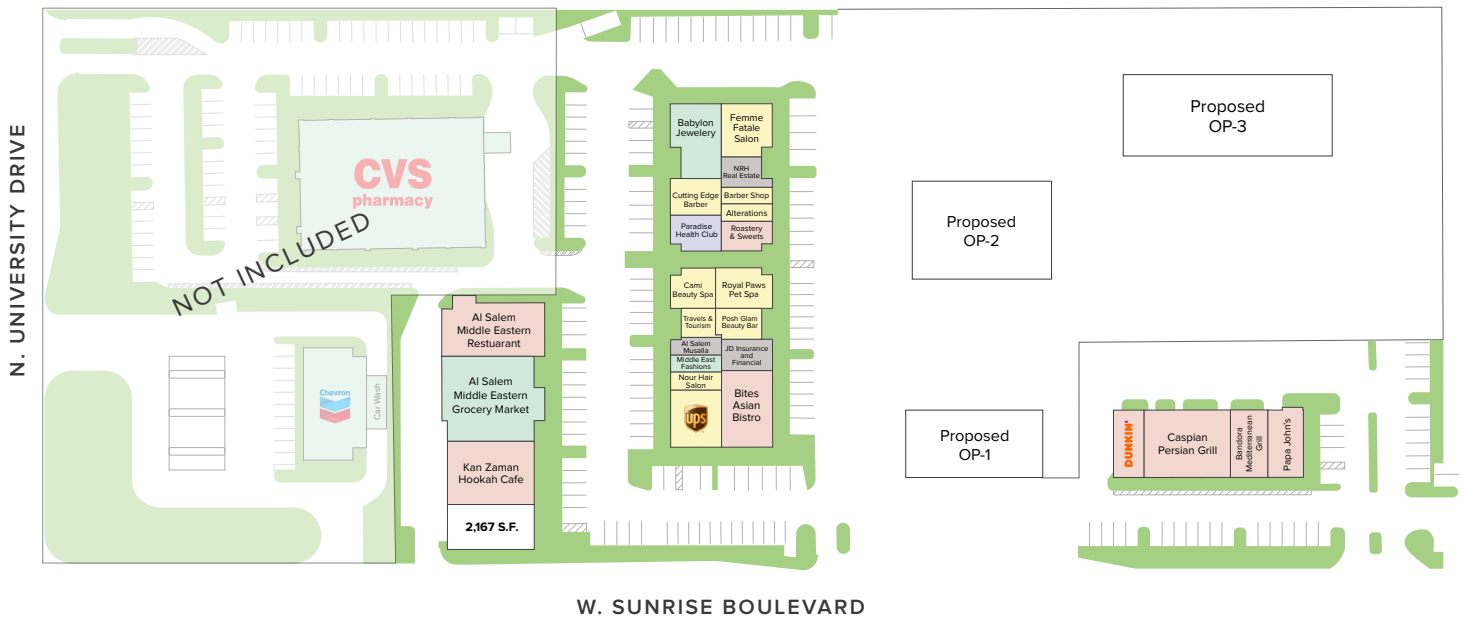 N. UNIVERSITY DRIVE
CVS
pharmacy
NOT INCLUDED
Chevron
Car Wash
Al Salem
Middle Eastern
Restuarant
Al Salem
Middle Eastern
Grocery Market
Kan Zaman
Hookah Cafe
2,167 S.F.
Babylon
Jewelery
Femme
Fatale
Salon
NRH
Real Estate
Cutting Edge
Barber
Barber Shop
Alterations
Paradise
Health Club
Roastery
& Sweets
Cami
Beauty Spa
Royal Paws
Pet Spa
Travels &
Tourism
Posh Glam
Beauty Bar
Al Salem
Musalla
JD Insurance
and
Financial
Middle East
Fashions
Nour Hair
Salon
ups
Bites
Asian
Bistro
Proposed
OP-3
Proposed
OP-2
Proposed
OP-1
DUNKIN'
Caspian
Persian Grill
Bandora
Mediterranean
Grill
Papa John's
W. SUNRISE BOULEVARD